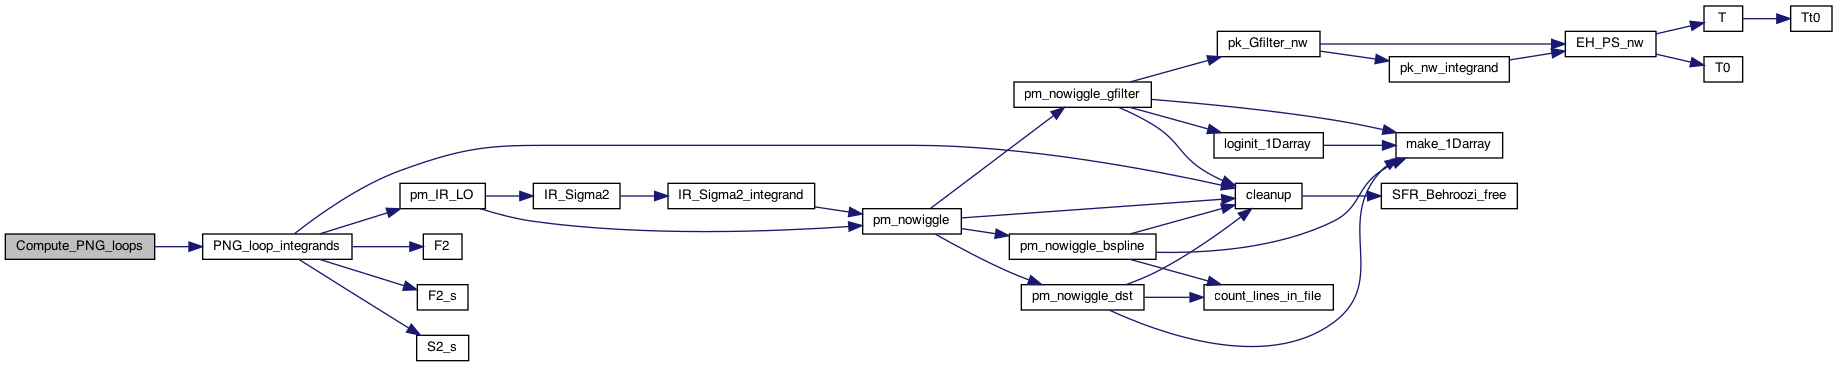 Compute_PNG_loops
PNG_loop_integrands
pm_IR_LO
F2
F2_s
S2_s
IR_Sigma2
IR_Sigma2_integrand
pm_nowiggle
pm_nowiggle_gfilter
pm_nowiggle_bspline
pm_nowiggle_dst
pk_Gfilter_nw
loginit_1Darray
cleanup
count_lines_in_file
pk_nw_integrand
make_1Darray
SFR_Behroozi_free
EH_PS_nw
T
T0
Tt0